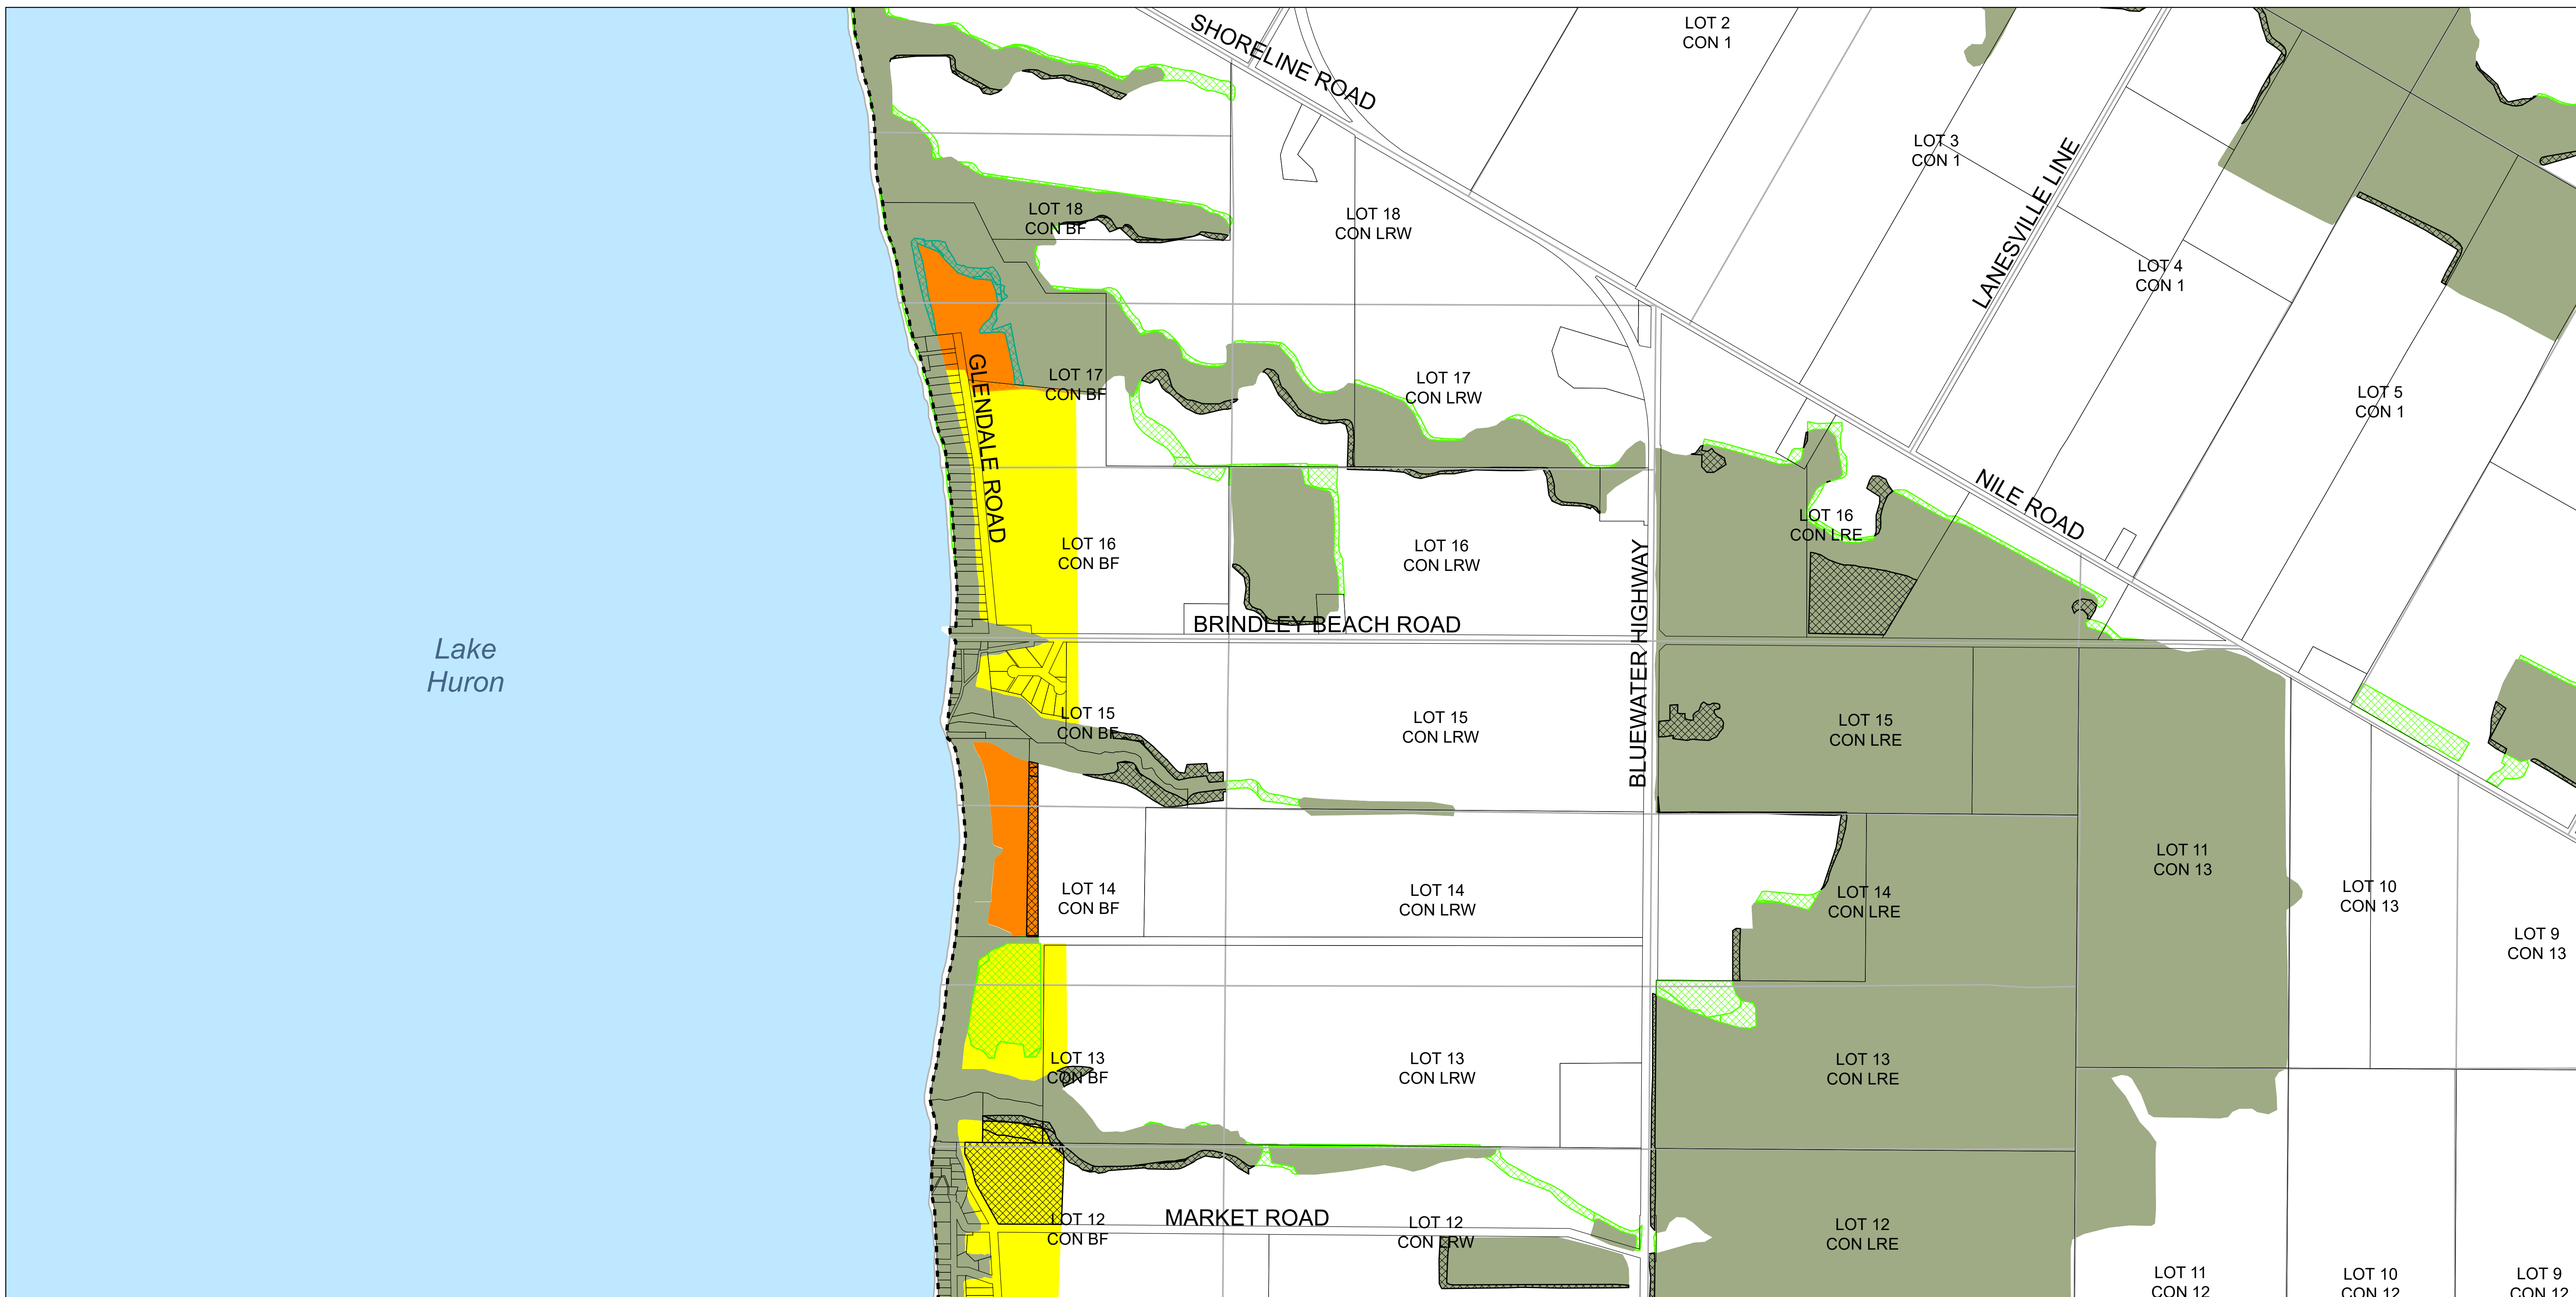 SHORELINE ROAD
LOT 2
CON 1
LOT 3
CON 1
LANESVILLE LINE
LOT 4
CON 1
LOT 5
CON 1
LOT 18
CON BF
LOT 18
CON LRW
GLENDALE ROAD
LOT 17
CON BF
LOT 17
CON LRW
NILE ROAD
LOT 16
CON BF
LOT 16
CON LRW
LOT 16
CON LRE
BRINDLEY BEACH ROAD
BLUEWATER HIGHWAY
Lake
Huron
LOT 15
CON BF
LOT 15
CON LRW
LOT 15
CON LRE
LOT 14
CON BF
LOT 14
CON LRW
LOT 14
CON LRE
LOT 11
CON 13
LOT 10
CON 13
LOT 9
CON 13
LOT 13
CON BF
LOT 13
CON LRW
LOT 13
CON LRE
MARKET ROAD
LOT 12
CON BF
LOT 12
CON LRW
LOT 12
CON LRE
LOT 11
CON 12
LOT 10
CON 12
LOT 9
CON 12